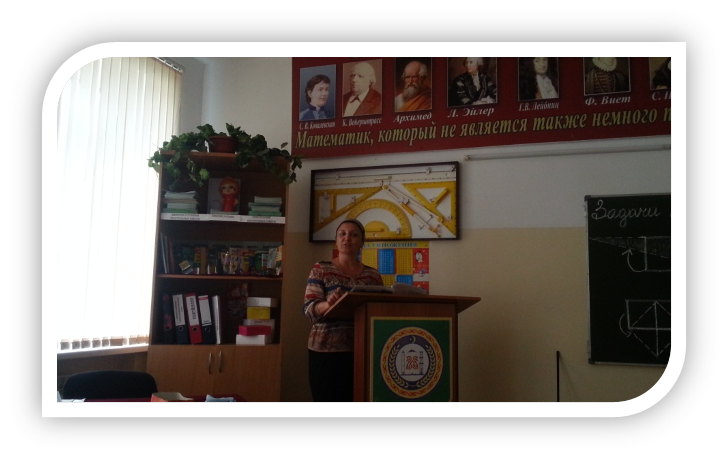 С. В. Ковалевская
К. Вейерштрасс
Архимед
Л. Эйлер
Г.В. Лейбниц
Ф. Виет
Математик, который не является также немного п
Задачи